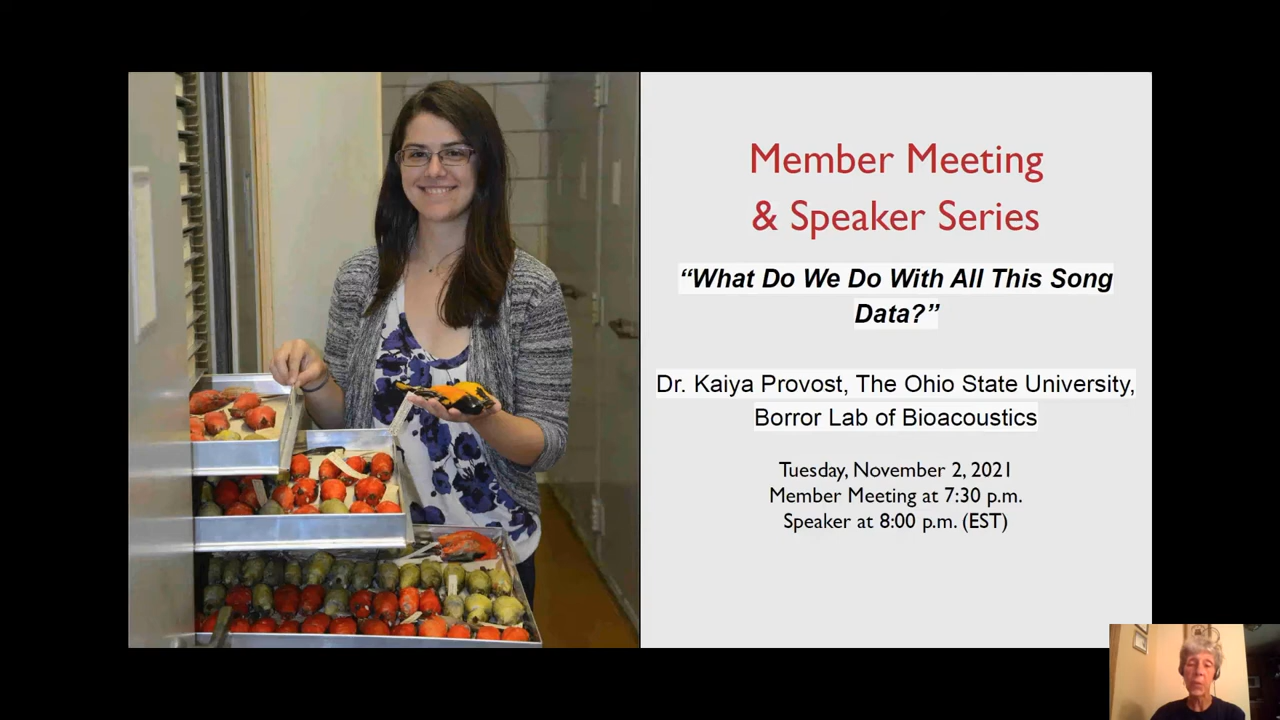 Member Meeting
& Speaker Series
“What Do We Do With All This Song
Data?”
Dr. Kaiya Provost, The Ohio State University,
Borror Lab of Bioacoustics
Tuesday, November 2, 2021
Member Meeting at 7:30 p.m.
Speaker at 8:00 p.m. (EST)